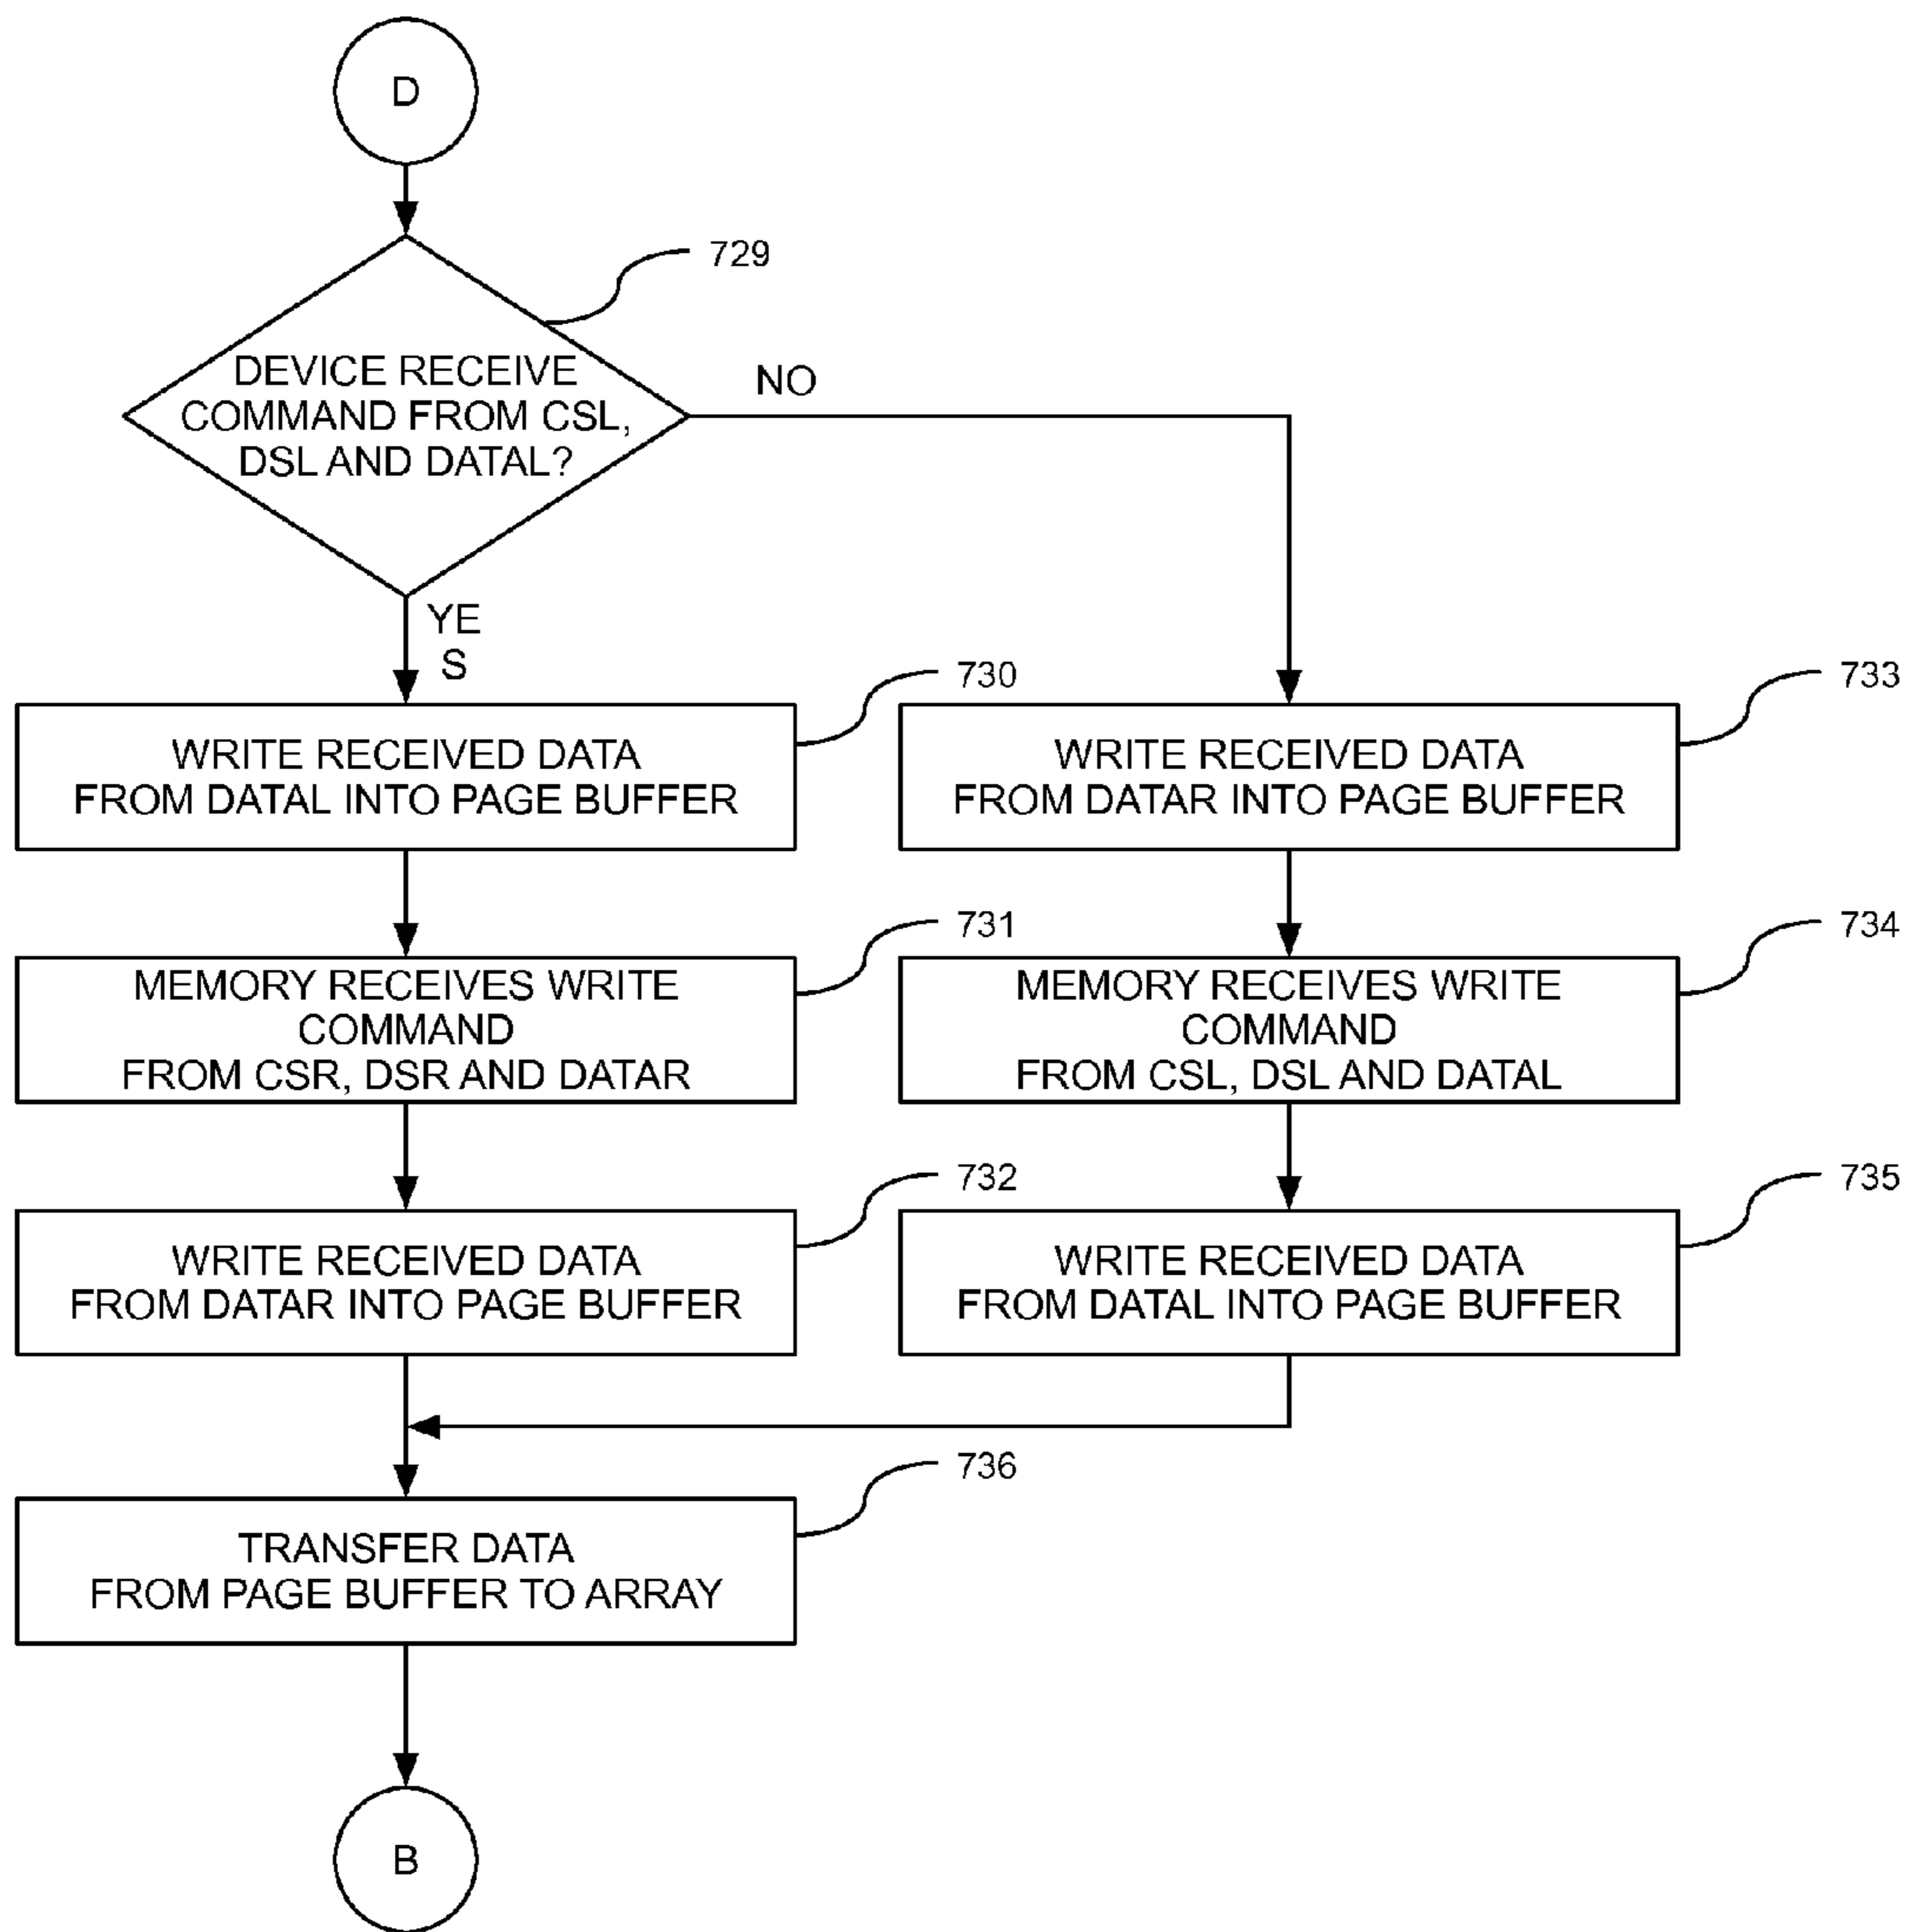 D
729
DEVICE RECEIVE
COMMAND FROM CSL,
DSL AND DATAL?
NO
YE
S
730
WRITE RECEIVED DATA
FROM DATAL INTO PAGE BUFFER
733
WRITE RECEIVED DATA
FROM DATAR INTO PAGE BUFFER
731
MEMORY RECEIVES WRITE
COMMAND
FROM CSR, DSR AND DATAR
734
MEMORY RECEIVES WRITE
COMMAND
FROM CSL, DSL AND DATAL
732
WRITE RECEIVED DATA
FROM DATAR INTO PAGE BUFFER
735
WRITE RECEIVED DATA
FROM DATAL INTO PAGE BUFFER
736
TRANSFER DATA
FROM PAGE BUFFER TO ARRAY
B